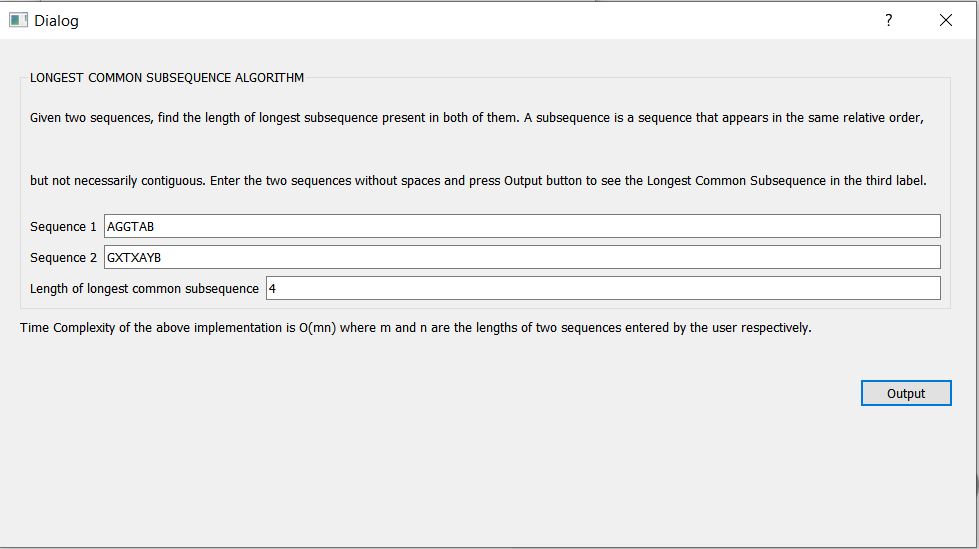 Dialog
?
LONGEST COMMON SUBSEQUENCE ALGORITHM
Given two sequences, find the length of longest subsequence present in both of them. A subsequence is a sequence that appears in the same relative order,
but not necessarily contiguous. Enter the two sequences without spaces and press Output button to see the Longest Common Subsequence in the third label.
Sequence 1 AGGTAB
Sequence 2 GXTXAYB
Length of longest common subsequence 4
Time Complexity of the above implementation is O(mn) where m and n are the lengths of two sequences entered by the user respectively.
Output